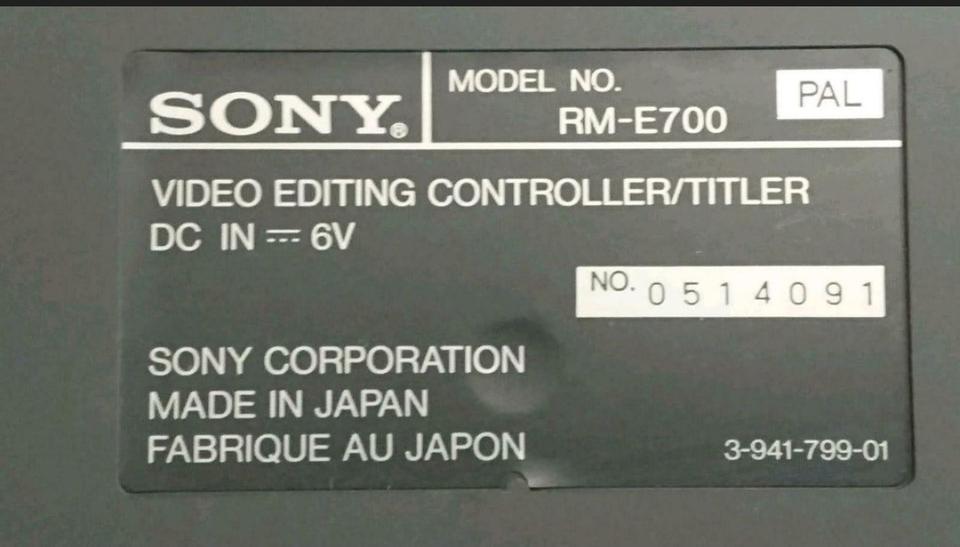 SONY®
MODEL NO.
RM-E700
PAL
VIDEO EDITING CONTROLLER/TITLER
DC IN ⎓ 6V
NO. 0514091
SONY CORPORATION
MADE IN JAPAN
FABRIQUE AU JAPON
3-941-799-01